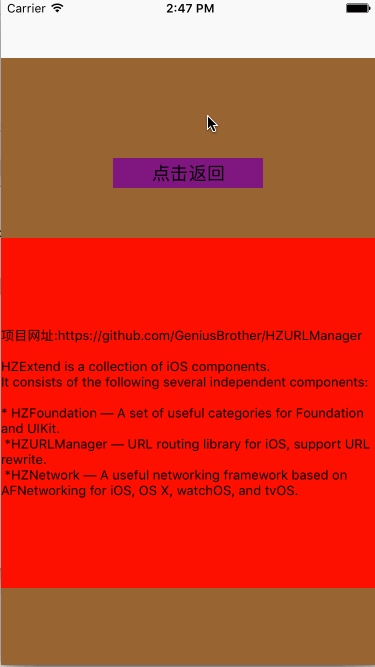 Carrier 2:47 PM
点击返回
项目网址:https://github.com/GeniusBrother/HZURLManager
HZExtend is a collection of iOS components.
It consists of the following several independent components:
* HZFoundation — A set of useful categories for Foundation
and UIKit.
*HZURLManager — URL routing library for iOS, support URL
rewrite.
*HZNetwork — A useful networking framework based on
AFNetworking for iOS, OS X, watchOS, and tvOS.